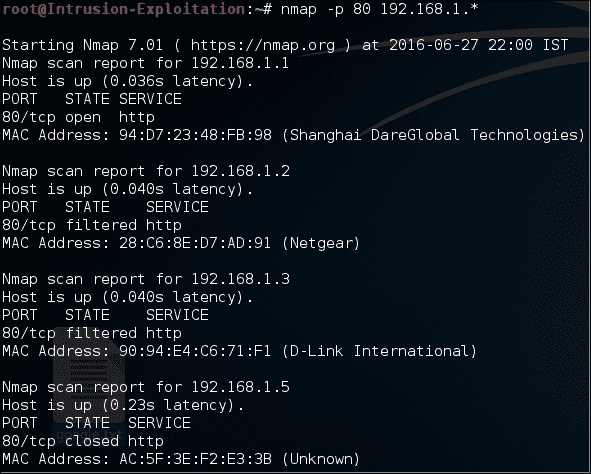 root@Intrusion-Exploitation:~# nmap -p 80 192.168.1.*
Starting Nmap 7.01 ( https://nmap.org ) at 2016-06-27 22:00 IST
Nmap scan report for 192.168.1.1
Host is up (0.036s latency).
PORT   STATE SERVICE
80/tcp open  http
MAC Address: 94:D7:23:48:FB:98 (Shanghai DareGlobal Technologies)
Nmap scan report for 192.168.1.2
Host is up (0.040s latency).
PORT   STATE    SERVICE
80/tcp filtered http
MAC Address: 28:C6:8E:D7:AD:91 (Netgear)
Nmap scan report for 192.168.1.3
Host is up (0.040s latency).
PORT   STATE    SERVICE
80/tcp filtered http
MAC Address: 90:94:E4:C6:71:F1 (D-Link International)
Nmap scan report for 192.168.1.5
Host is up (0.23s latency).
PORT   STATE  SERVICE
80/tcp closed http
MAC Address: AC:5F:3E:F2:E3:3B (Unknown)